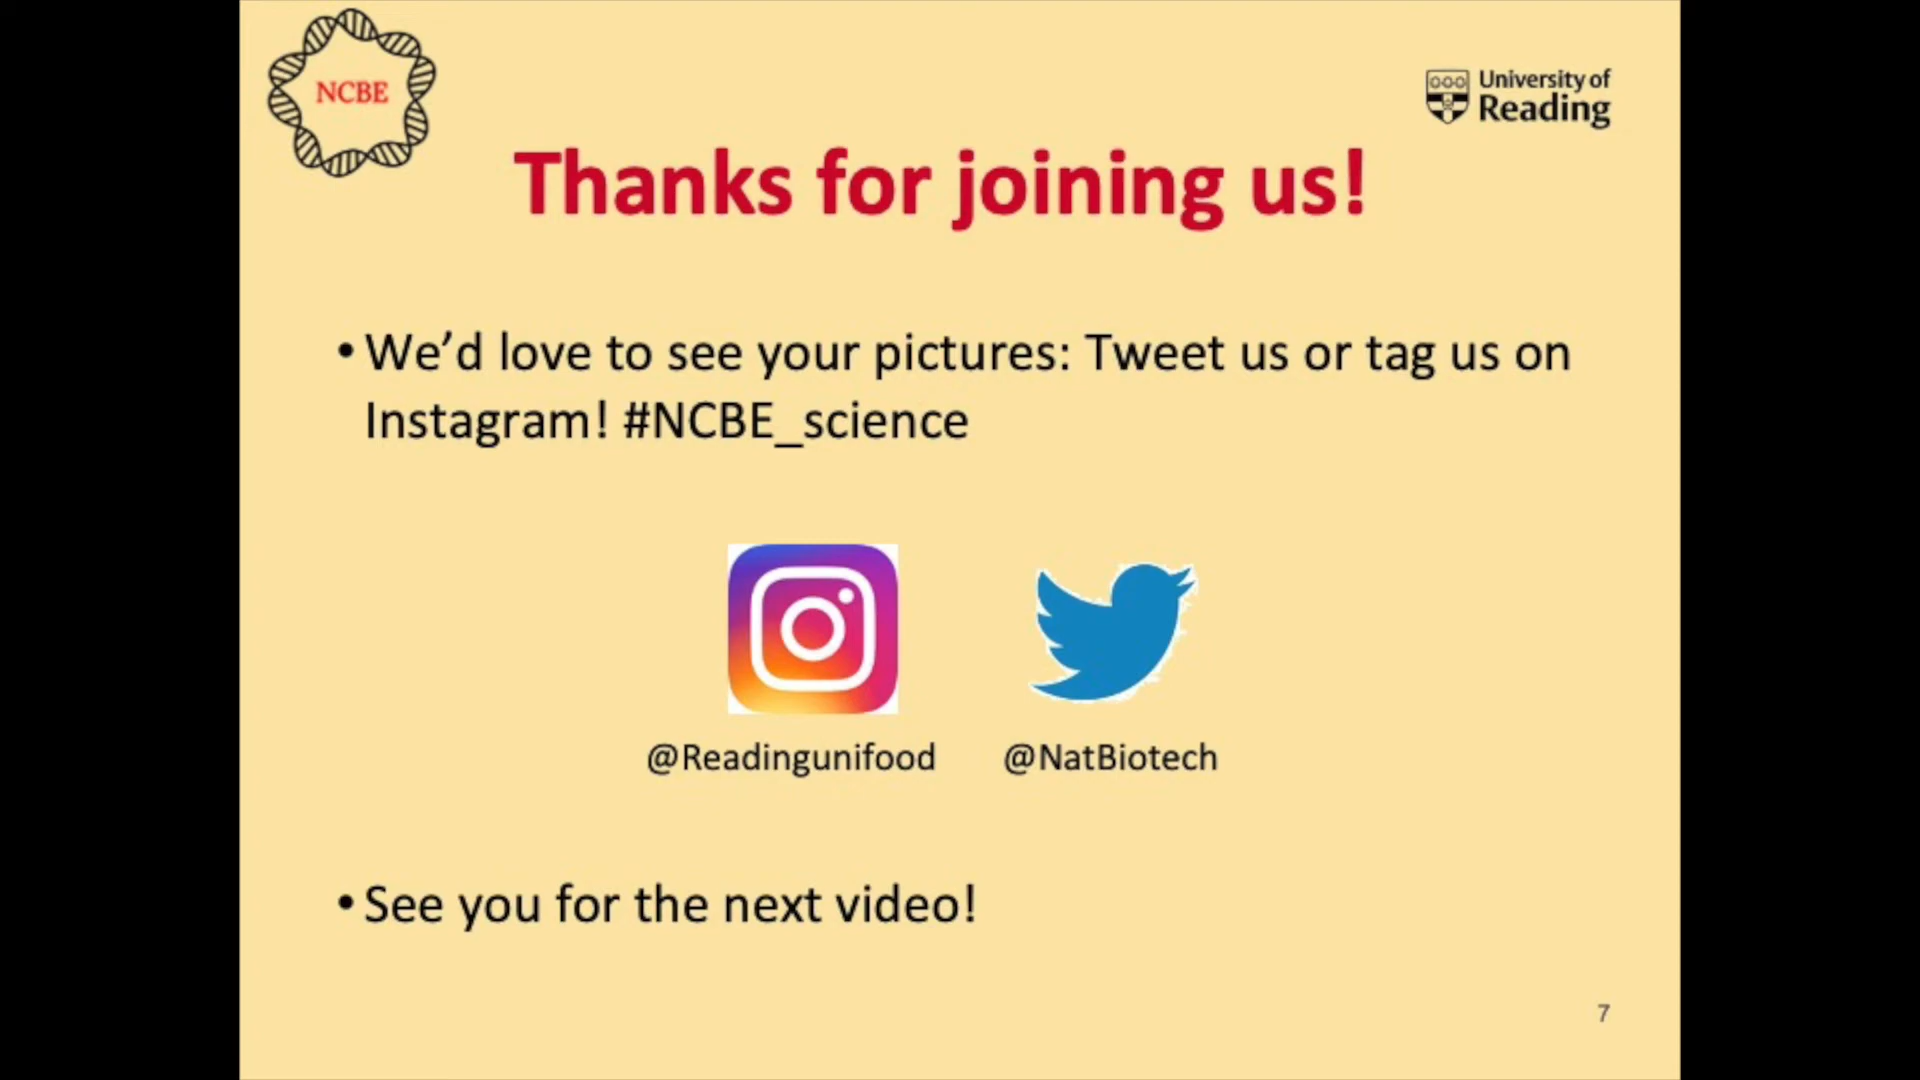 NCBE
University of
Reading
Thanks for joining us!
• We’d love to see your pictures: Tweet us or tag us on
Instagram! #NCBE_science
@Readingunifood @NatBiotech
• See you for the next video!
7